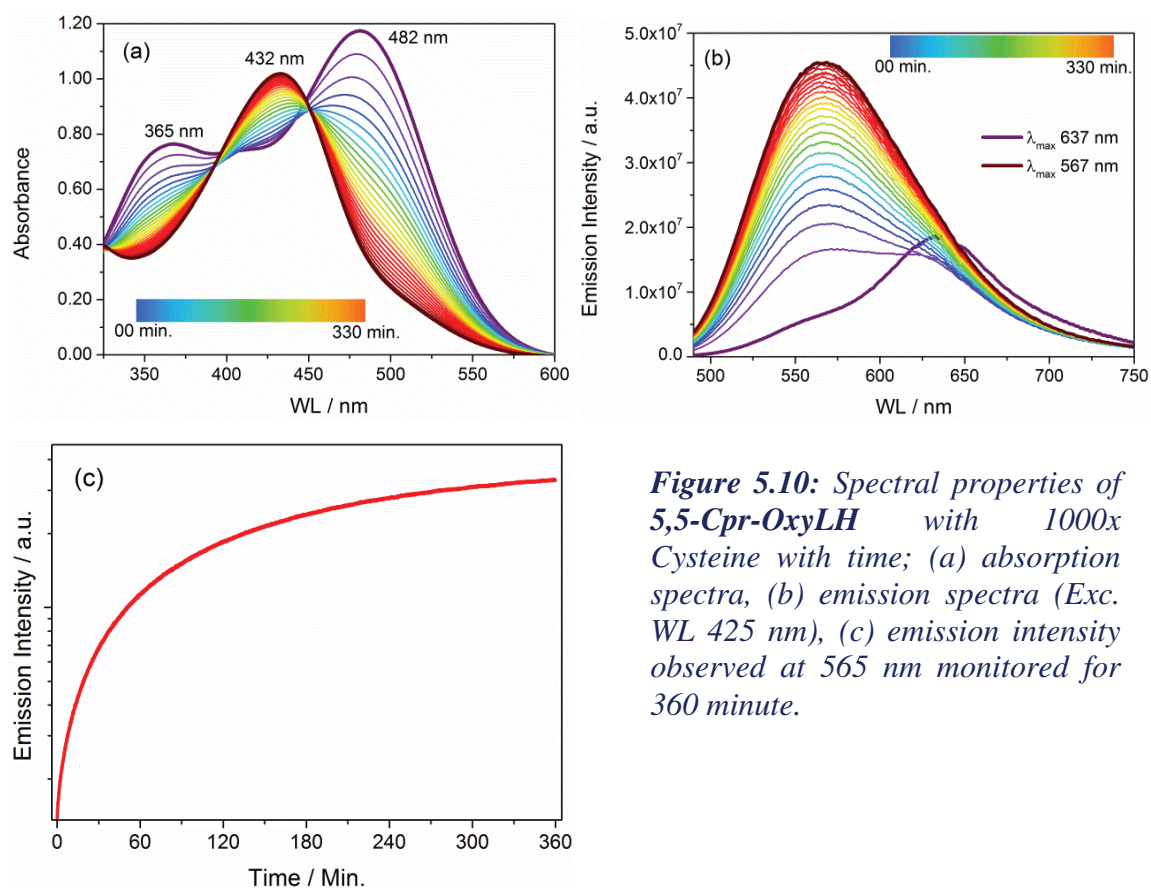 (a)
482 nm
432 nm
365 nm
1.20
1.00
0.80
0.60
0.40
0.20
0.00
Absorbance
00 min.
330 min.
350
400
450
500
550
600
WL / nm
(b)
00 min.
330 min.
λmax 637 nm
λmax 567 nm
5.0x10⁷
4.0x10⁷
3.0x10⁷
2.0x10⁷
1.0x10⁷
0.0
Emission Intensity / a.u.
500
550
600
650
700
750
WL / nm
(c)
Emission Intensity / a.u.
0
60
120
180
240
300
360
Time / Min.
Figure 5.10: Spectral properties of
5,5-Cpr-OxyLH with 1000x
Cysteine with time; (a) absorption
spectra, (b) emission spectra (Exc.
WL 425 nm), (c) emission intensity
observed at 565 nm monitored for
360 minute.